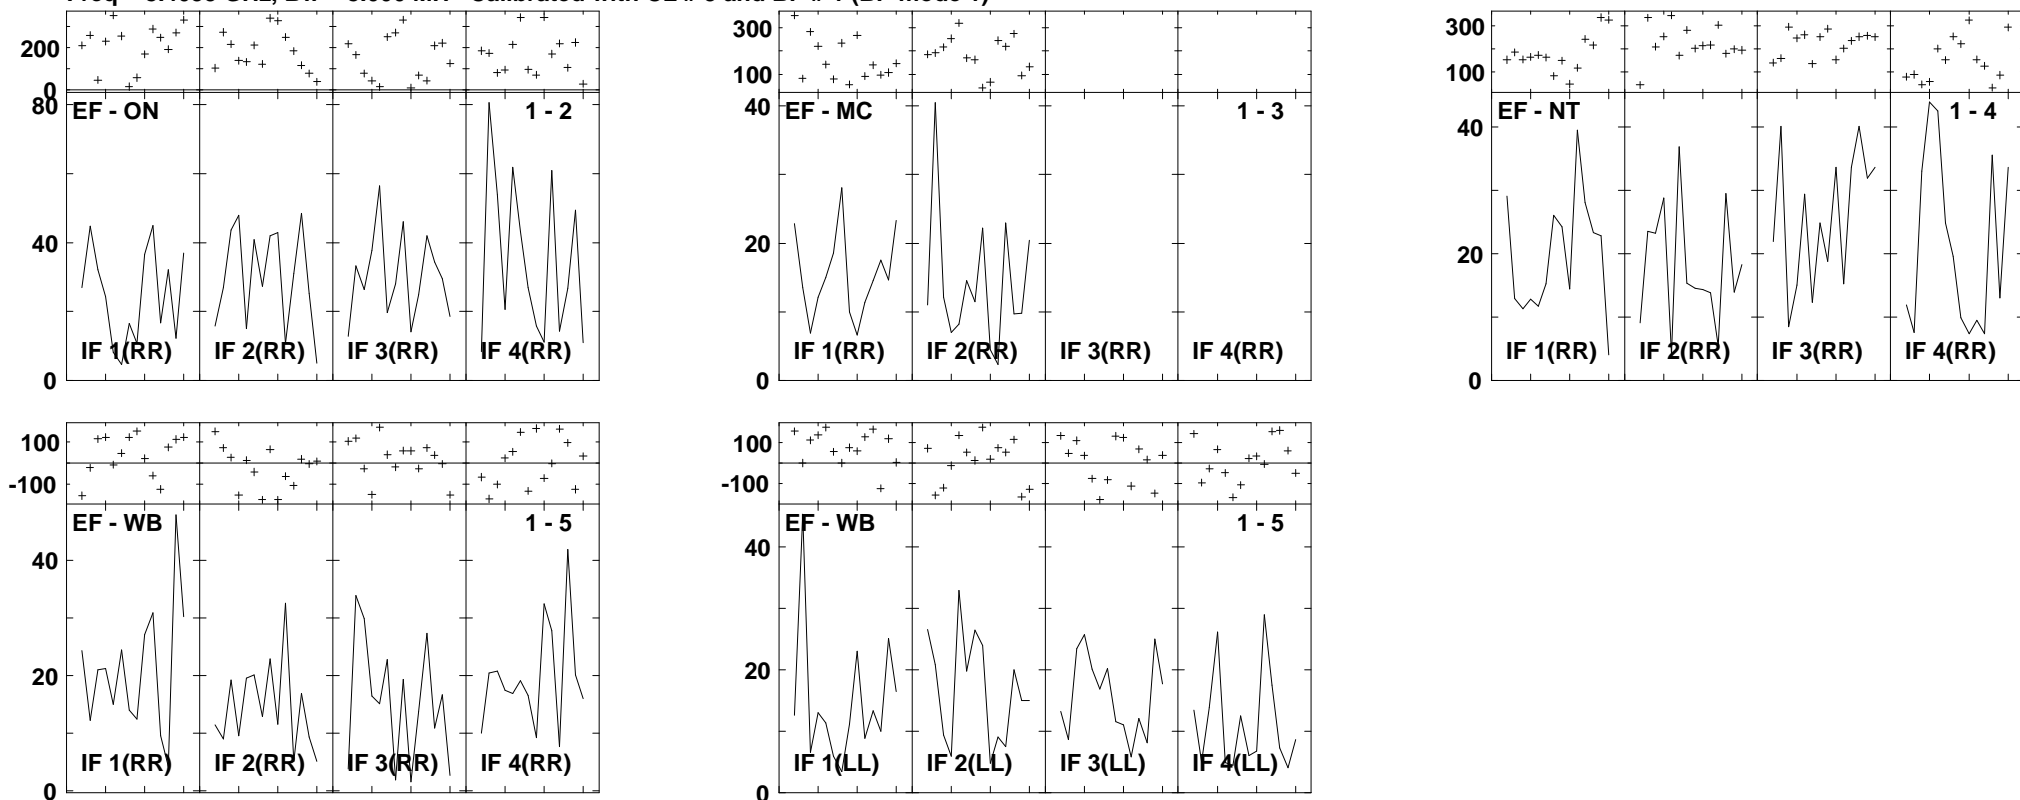 200
0
80
40
0
EF - ON
1 - 2
IF 1(RR)
IF 2(RR)
IF 3(RR)
IF 4(RR)
300
100
40
20
0
EF - MC
1 - 3
IF 1(RR)
IF 2(RR)
IF 3(RR)
IF 4(RR)
300
100
40
20
0
EF - NT
1 - 4
IF 1(RR)
IF 2(RR)
IF 3(RR)
IF 4(RR)
100
-100
40
20
0
EF - WB
1 - 5
IF 1(RR)
IF 2(RR)
IF 3(RR)
IF 4(RR)
100
-100
40
20
0
EF - WB
1 - 5
IF 1(LL)
IF 2(LL)
IF 3(LL)
IF 4(LL)